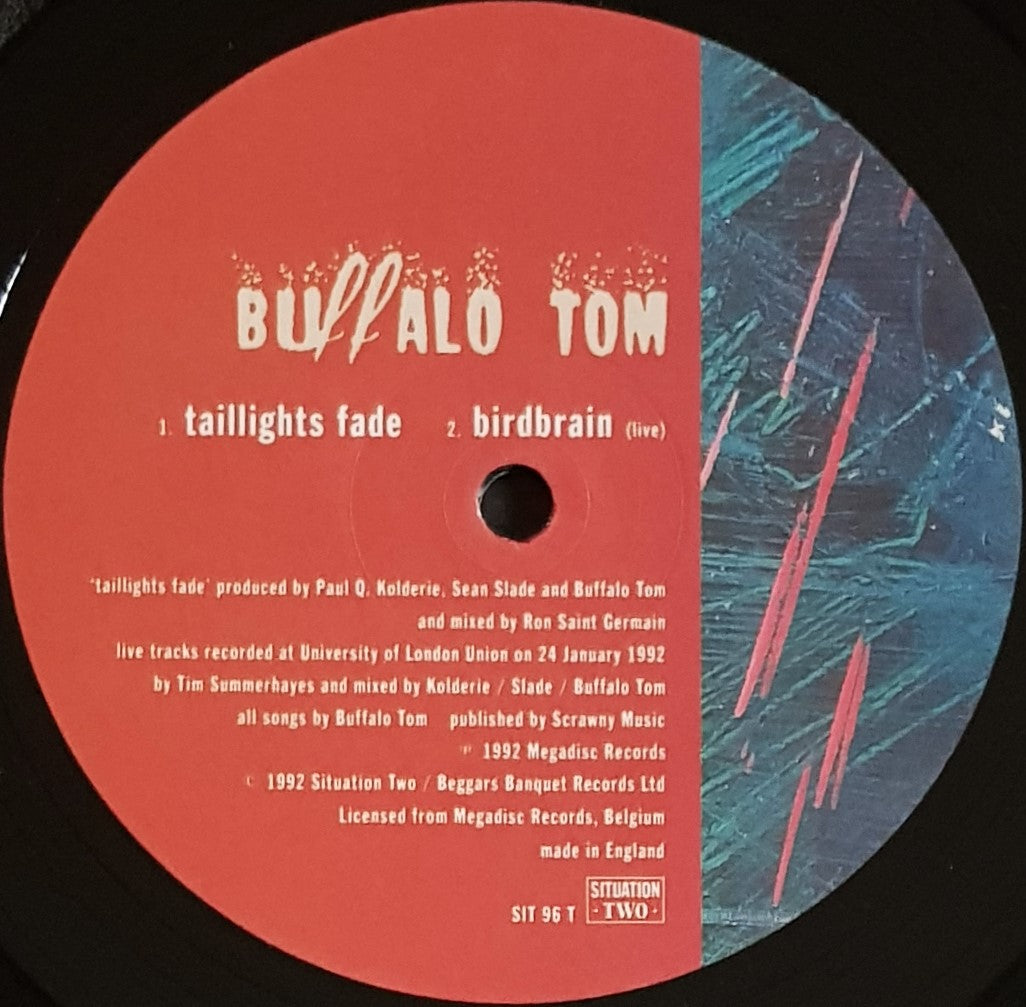 BUffALO TOM
1. taillights fade 2. birdbrain (live)
'taillights fade' produced by Paul Q. Kolderie, Sean Slade and Buffalo Tom
and mixed by Ron Saint Germain
live tracks recorded at University of London Union on 24 January 1992
by Tim Summerhayes and mixed by Kolderie / Slade / Buffalo Tom
all songs by Buffalo Tom published by Scrawny Music
℗ 1992 Megadisc Records
© 1992 Situation Two / Beggars Banquet Records Ltd
Licensed from Megadisc Records, Belgium
made in England
SIT 96 T SITUATION
·TWO·